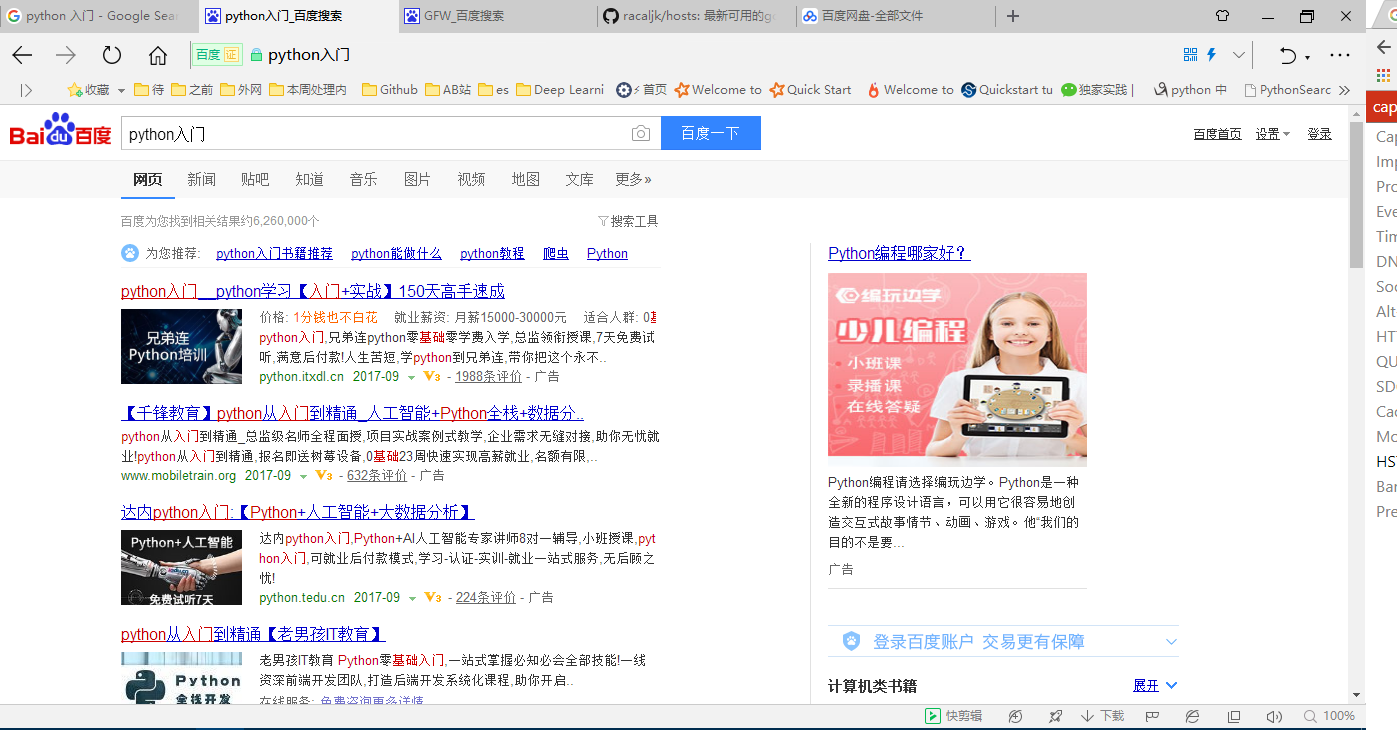 python 入门 - Google Sea
python入门_百度搜索
GFW_百度搜索
racaljk/hosts: 最新可用的go
百度网盘-全部文件
百度 证 python入门
收藏 待 之前 外网 本周处理内 Github AB站 es Deep Learni 首页 Welcome to Quick Start Welcome to Quickstart tu 独家实践 | python 中 PythonSearc
Baidu百度 python入门 百度一下 百度首页 设置 登录
网页 新闻 贴吧 知道 音乐 图片 视频 地图 文库 更多»
百度为您找到相关结果约6,260,000个 搜索工具
为您推荐: python入门书籍推荐 python能做什么 python教程 爬虫 Python
python入门__python学习【入门+实战】150天高手速成
兄弟连
Python培训
价格: 1分钱也不白花 就业薪资: 月薪15000-30000元 适合人群: 0基
python入门,兄弟连python零基础零学费入学,总监领衔授课,7天免费试
听,满意后付款!人生苦短,学python到兄弟连,带你把这个永不..
python.itxdl.cn 2017-09 V3 - 1988条评价 - 广告
【千锋教育】python从入门到精通_人工智能+Python全栈+数据分..
python从入门到精通_总监级名师全程面授,项目实战案例式教学,企业需求无缝对接,助你无忧就
业!python从入门到精通,报名即送树莓设备,0基础23周快速实现高薪就业,名额有限,..
www.mobiletrain.org 2017-09 V3 - 632条评价 - 广告
达内python入门:【Python+人工智能+大数据分析】
Python+人工智能
免费试听7天
达内python入门,Python+AI人工智能专家讲师8对一辅导,小班授课,pyt
hon入门,可就业后付款模式,学习-认证-实训-就业一站式服务,无后顾之
忧!
python.tedu.cn 2017-09 V3 - 224条评价 - 广告
python从入门到精通【老男孩IT教育】
Python
全栈开发
老男孩IT教育 Python零基础入门,一站式掌握必知必会全部技能!一线
资深前端开发团队,打造后端开发系统化课程,助你开启..
在线服务: 免费咨询更多详情
Python编程哪家好？
编玩边学
少儿编程
小班课
录播课
在线答疑
Python编程请选择编玩边学。Python是一种
全新的程序设计语言，可以用它很容易地创
造交互式故事情节、动画、游戏。他“我们的
目的不是要...
广告
登录百度账户 交易更有保障
计算机类书籍 展开
cap
Cap
Imp
Pro
Eve
Tim
DN
Soc
Alt
HT
QU
SD
Cac
Mo
HS
Ban
Pre
快剪辑 下载 100%